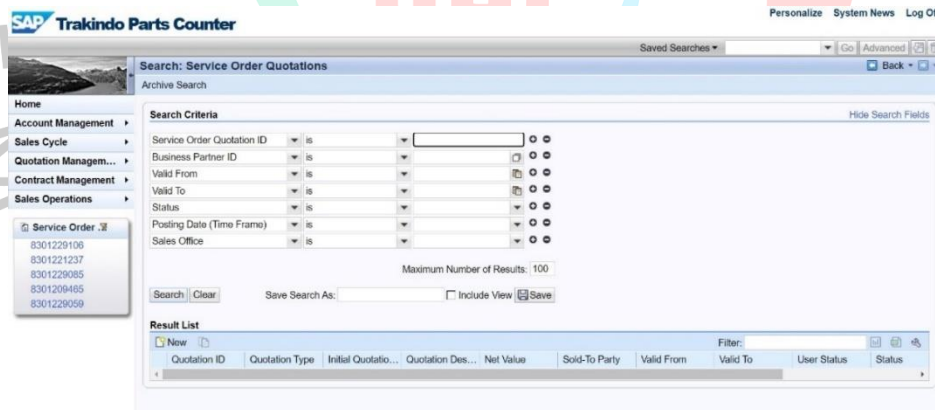 Personalize System News Log Of
SAP Trakindo Parts Counter
Saved Searches Go Advanced
Search: Service Order Quotations Back
Archive Search
Home
Account Management
Sales Cycle
Quotation Managem...
Contract Management
Sales Operations
Service Order .
8301229106
8301221237
8301229085
8301209465
8301229059
Search Criteria Hide Search Fields
Service Order Quotation ID is
Business Partner ID is
Valid From is
Valid To is
Status is
Posting Date (Time Frame) is
Sales Office is
Maximum Number of Results: 100
Search Clear Save Search As: Include View Save
Result List
New Filter:
Quotation ID Quotation Type Initial Quotatio... Quotation Des... Net Value Sold-To Party Valid From Valid To User Status Status